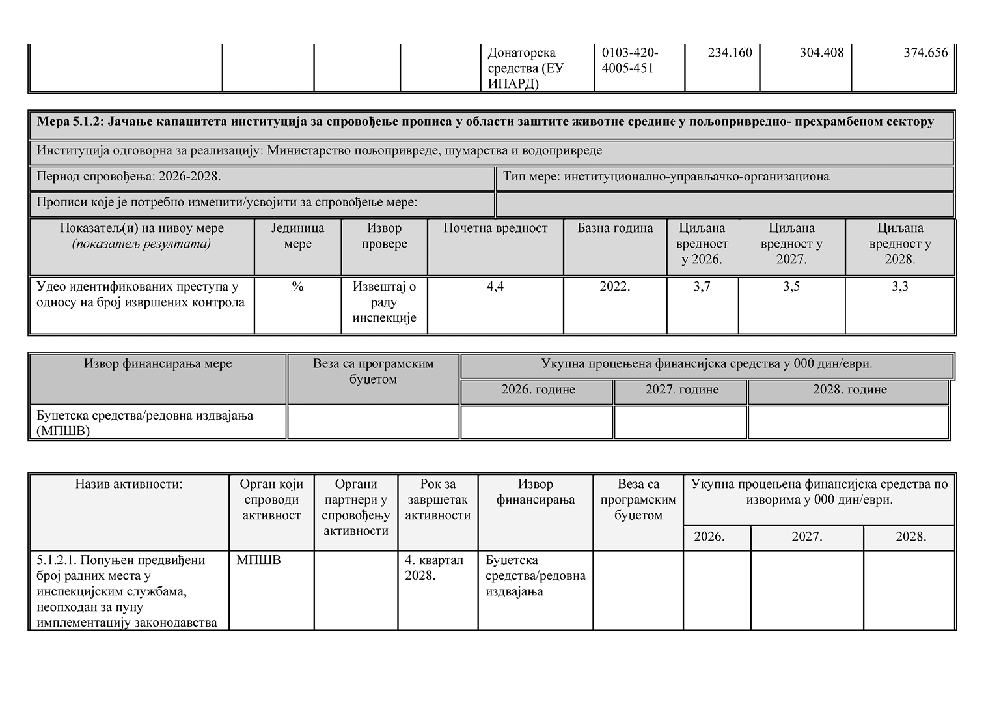 Донаторска 0103-420- 234.160 304.408 374.656
средства (ЕУ 4005-451
ИПАРД)
Мера 5.1.2: Јачање капацитета институција за спровођење прописа у области заштите животне средине у пољопривредно- прехрамбеном сектору
Институција одговорна за реализацију: Министарство пољопривреде, шумарства и водопривреде
Период спровођења: 2026-2028. Тип мере: институционално-управљачко-организациона
Прописи које је потребно изменити/усвојити за спровођење мере:
Показатељ(и) на нивоу мере Јединица Извор Почетна вредност Базна година Циљана Циљана Циљана
(показатељ резултата) мере провере вредност вредност у вредност у
у 2026. 2027. 2028.
Удео идентификованих преступа у % Извештај о 4,4 2022. 3,7 3,5 3,3
односу на број извршених контрола раду
инспекције
Извор финансирања мере Веза са програмским Укупна процењена финансијска средства у 000 дин/еври.
буџетом
2026. године 2027. године 2028. године
Буџетска средства/редовна издвајања
(МПШВ)
Назив активности: Орган који Органи Рок за Извор Веза са Укупна процењена финансијска средства по
спроводи партнери у завршетак финансирања програмским изворима у 000 дин/еври.
активност спровођењу активности буџетом
активности
2026. 2027. 2028.
5.1.2.1. Попуњен предвиђени МПШВ 4. квартал Буџетска
број радних места у 2028. средства/редовна
инспекцијским службама, издвајања
неопходан за пуну
имплементацију законодавства